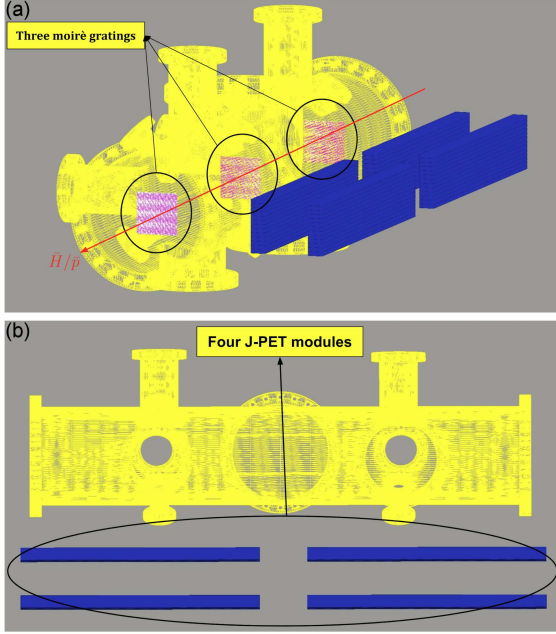 (a)
Three moirè gratings
H̄/p̄
(b)
Four J-PET modules